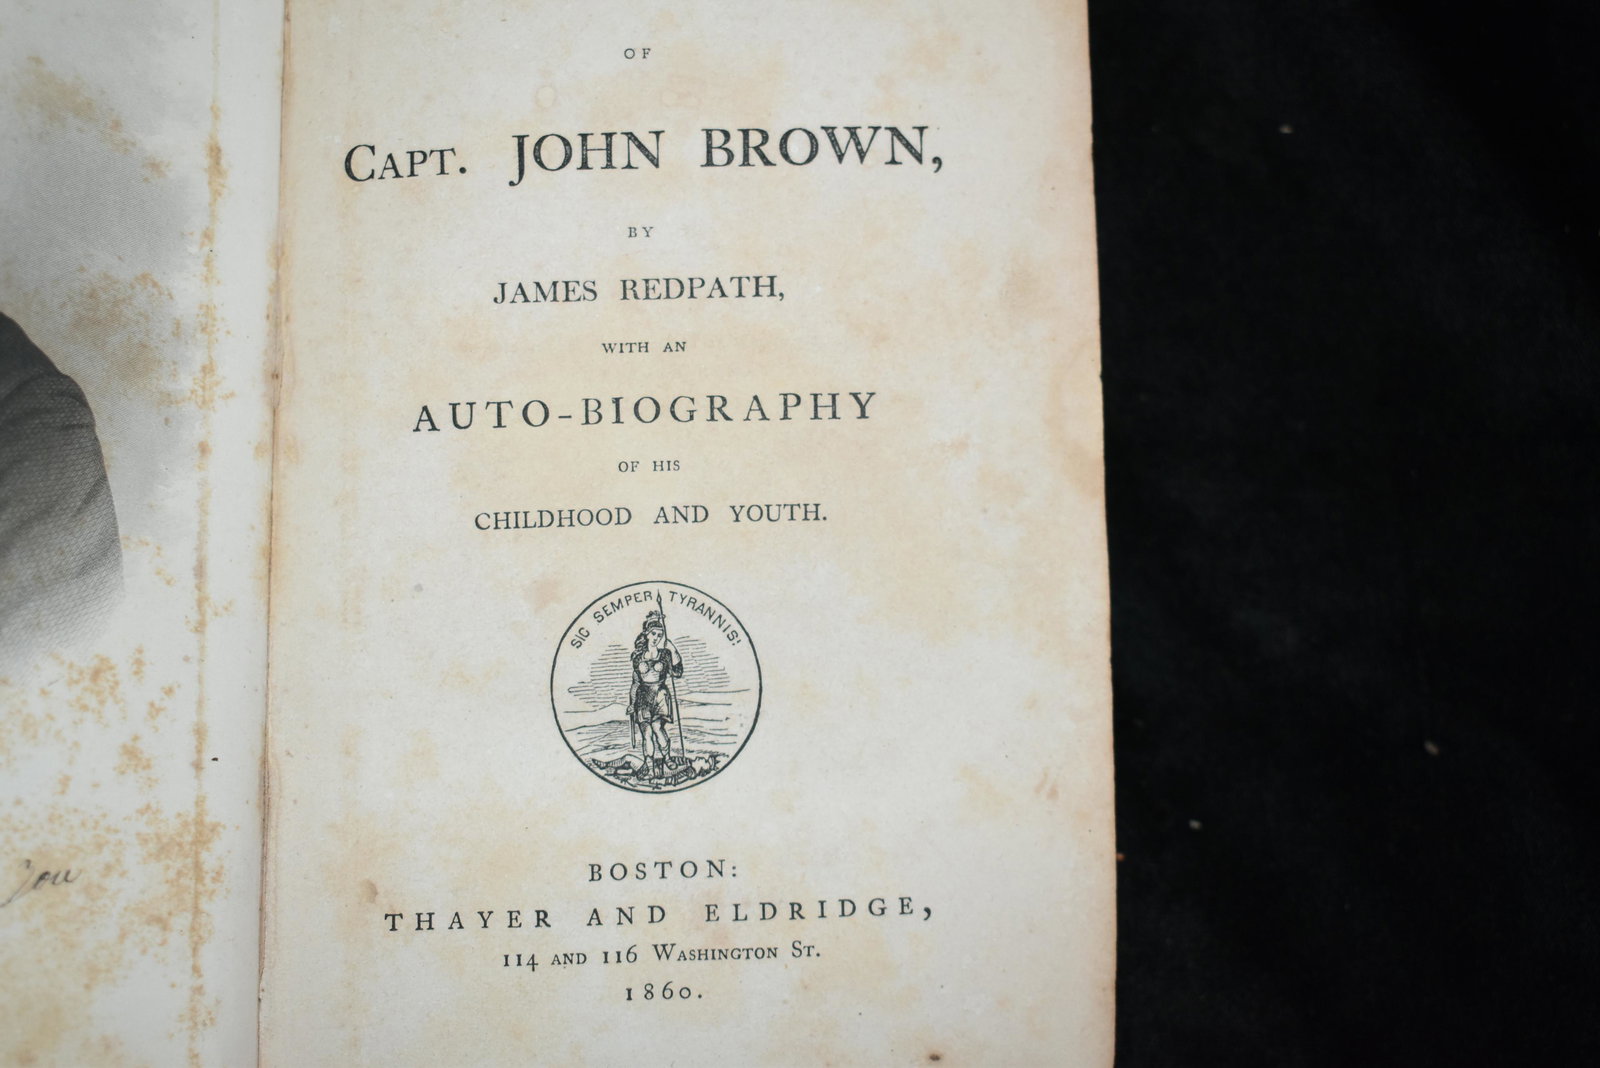 OF
CAPT. JOHN BROWN,
BY
JAMES REDPATH,
WITH AN
AUTO-BIOGRAPHY
OF HIS
CHILDHOOD AND YOUTH.
SIC SEMPER TYRANNIS!
BOSTON:
THAYER AND ELDRIDGE,
114 AND 116 WASHINGTON ST.
1860.